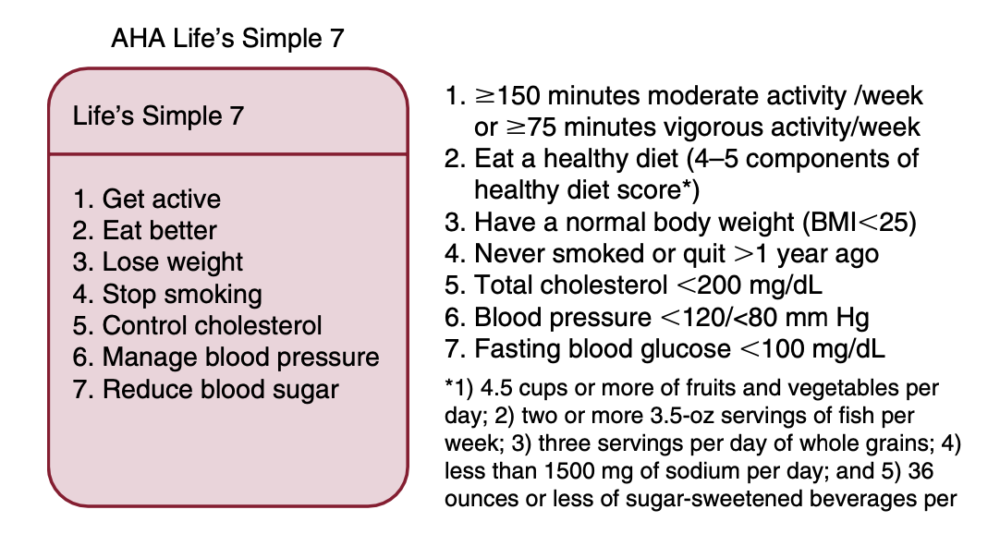 AHA Life's Simple 7
Life's Simple 7
1. Get active
2. Eat better
3. Lose weight
4. Stop smoking
5. Control cholesterol
6. Manage blood pressure
7. Reduce blood sugar
1. ≥150 minutes moderate activity /week
or ≥75 minutes vigorous activity/week
2. Eat a healthy diet (4–5 components of
healthy diet score*)
3. Have a normal body weight (BMI<25)
4. Never smoked or quit >1 year ago
5. Total cholesterol <200 mg/dL
6. Blood pressure <120/<80 mm Hg
7. Fasting blood glucose <100 mg/dL
*1) 4.5 cups or more of fruits and vegetables per
day; 2) two or more 3.5-oz servings of fish per
week; 3) three servings per day of whole grains; 4)
less than 1500 mg of sodium per day; and 5) 36
ounces or less of sugar-sweetened beverages per